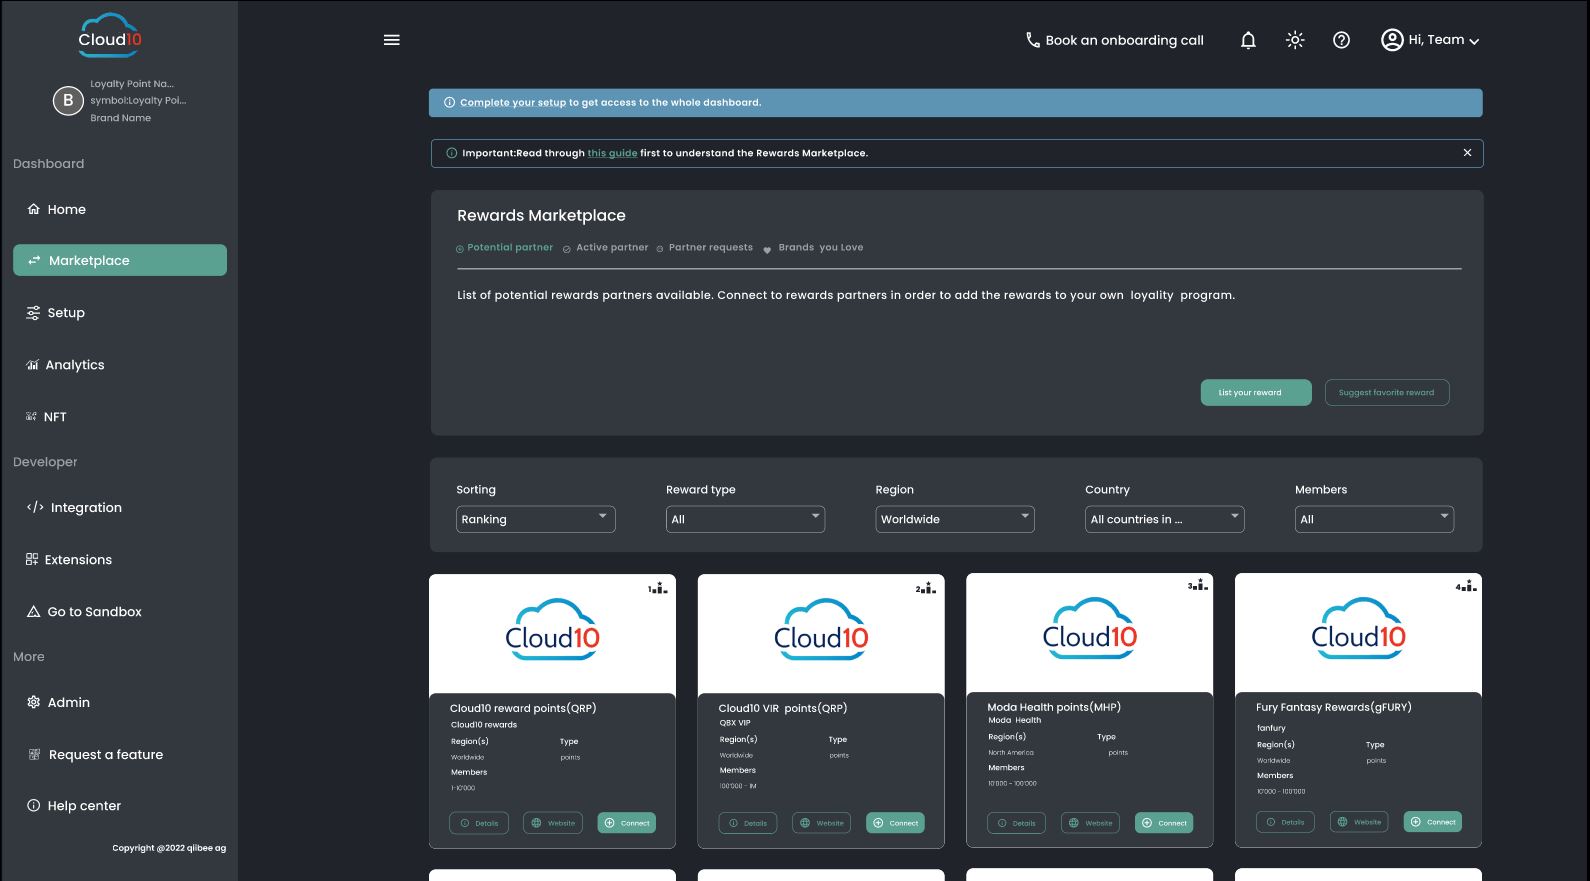 Cloud10
B
Loyalty Point Na...
symbol:Loyalty Poi...
Brand Name
Dashboard
Home
Marketplace
Setup
Analytics
NFT
Developer
</> Integration
Extensions
Go to Sandbox
More
Admin
Request a feature
Help center
Copyright @2022 qiibee ag
Book an onboarding call
Hi, Team
Complete your setup to get access to the whole dashboard.
Important:Read through this guide first to understand the Rewards Marketplace.
Rewards Marketplace
Potential partner Active partner Partner requests Brands you Love
List of potential rewards partners available. Connect to rewards partners in order to add the rewards to your own loyality program.
List your reward Suggest favorite reward
Sorting Reward type Region Country Members
Ranking All Worldwide All countries in ... All
1
Cloud10
Cloud10 reward points(QRP)
Cloud10 rewards
Region(s) Type
Worldwide points
Members
1-10'000
Details Website Connect
2
Cloud10
Cloud10 VIR points(QRP)
QBX VIP
Region(s) Type
Worldwide points
Members
100'000 - 1M
Details Website Connect
3
Cloud10
Moda Health points(MHP)
Moda Health
Region(s) Type
North America points
Members
10'000 - 100'000
Details Website Connect
4
Cloud10
Fury Fantasy Rewards(gFURY)
fanfury
Region(s) Type
Worldwide points
Members
10'000 - 100'000
Details Website Connect